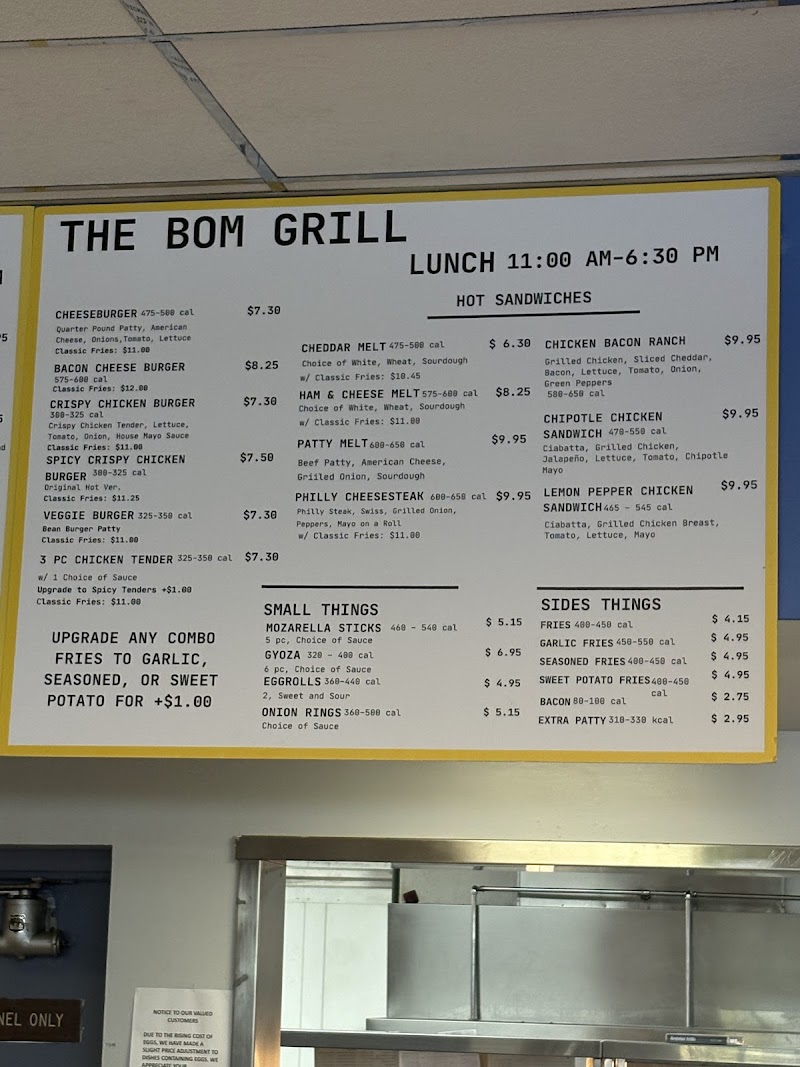 THE BOM GRILL
LUNCH 11:00 AM-6:30 PM
CHEESEBURGER 475-500 cal $7.30
Quarter Pound Patty, American
Cheese, Onions,Tomato, Lettuce
Classic Fries: $11.00
BACON CHEESE BURGER $8.25
575-600 cal
Classic Fries: $12.00
CRISPY CHICKEN BURGER $7.30
300-325 cal
Crispy Chicken Tender, Lettuce,
Tomato, Onion, House Mayo Sauce
Classic Fries: $11.00
SPICY CRISPY CHICKEN $7.50
BURGER 300-325 cal
Original Hot Ver.
Classic Fries: $11.25
VEGGIE BURGER 325-350 cal $7.30
Bean Burger Patty
Classic Fries: $11.00
3 PC CHICKEN TENDER 325-350 cal $7.30
w/ 1 Choice of Sauce
Upgrade to Spicy Tenders +$1.00
Classic Fries: $11.00
UPGRADE ANY COMBO
FRIES TO GARLIC,
SEASONED, OR SWEET
POTATO FOR +$1.00
HOT SANDWICHES
CHEDDAR MELT 475-500 cal $ 6.30
Choice of White, Wheat, Sourdough
w/ Classic Fries: $10.45
HAM & CHEESE MELT 575-600 cal $8.25
Choice of White, Wheat, Sourdough
w/ Classic Fries: $11.00
PATTY MELT 600-650 cal $9.95
Beef Patty, American Cheese,
Griiled Onion, Sourdough
PHILLY CHEESESTEAK 600-650 cal $9.95
Philly Steak, Swiss, Grilled Onion,
Peppers, Mayo on a Roll
w/ Classic Fries: $11.00
CHICKEN BACON RANCH $9.95
Grilled Chicken, Sliced Cheddar,
Bacon, Lettuce, Tomato, Onion,
Green Peppers
580-650 cal
CHIPOTLE CHICKEN $9.95
SANDWICH 470-550 cal
Ciabatta, Grilled Chicken,
Jalapeño, Lettuce, Tomato, Chipotle
Mayo
LEMON PEPPER CHICKEN $9.95
SANDWICH 465 - 545 cal
Ciabatta, Grilled Chicken Breast,
Tomato, Lettuce, Mayo
SMALL THINGS
MOZARELLA STICKS 460 - 540 cal $ 5.15
5 pc, Choice of Sauce
GYOZA 320 - 400 cal $ 6.95
6 pc, Choice of Sauce
EGGROLLS 360-440 cal $ 4.95
2, Sweet and Sour
ONION RINGS 360-500 cal $ 5.15
Choice of Sauce
SIDES THINGS
FRIES 400-450 cal $ 4.15
GARLIC FRIES 450-550 cal $ 4.95
SEASONED FRIES 400-450 cal $ 4.95
SWEET POTATO FRIES 400-450 cal $ 4.95
BACON 80-100 cal $ 2.75
EXTRA PATTY 310-330 kcal $ 2.95
NEL ONLY
NOTICE TO OUR VALUED
CUSTOMERS
DUE TO THE RISING COST OF
EGGS, WE HAVE MADE A
SLIGHT PRICE ADJUSTMENT TO
DISHES CONTAINING EGGS. WE
APPRECIATE YOUR